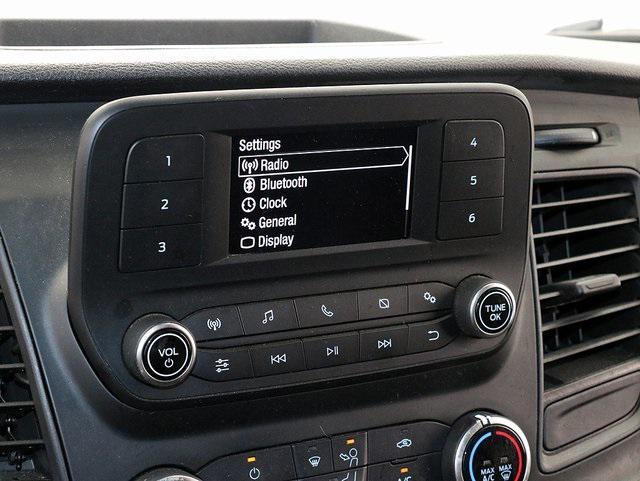 Settings
Radio
Bluetooth
Clock
General
Display
1
2
3
4
5
6
VOL
TUNE
OK
MAX
A/C
MAX
A/C